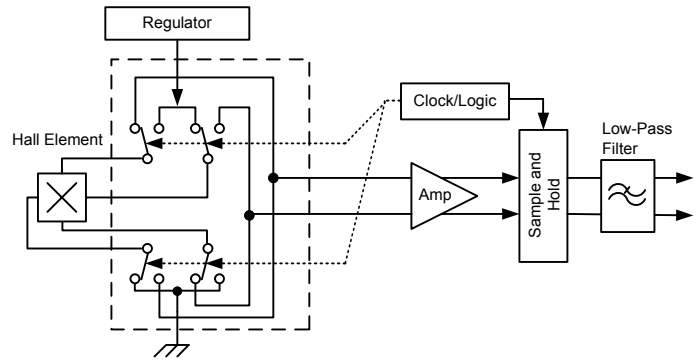 Regulator
Clock/Logic
Hall Element
Low-Pass
Filter
Amp
Sample and
Hold